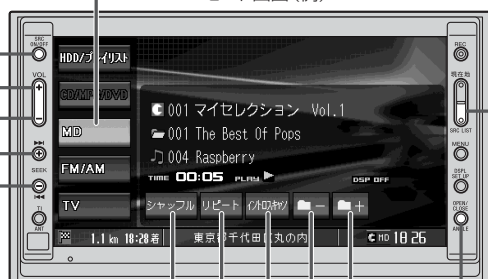 モード画面(例)
SRC
ON/OFF
VOL
SEEK
TI
ANT
HDD/プレイリスト
CD/MP3/DVD
MD
FM/AM
TV
001 マイセレクション Vol.1
001 The Best Of Pops
004 Raspberry
TIME 00:05 PLAY
DSP OFF
シャッフル リピート イントロスキャン
1.1 km 18:28着
東京都千代田区丸の内
MD 18 26
REC
現在地
SRC LIST
MENU
DSPL
SET UP
OPEN/
CLOSE
ANGLE